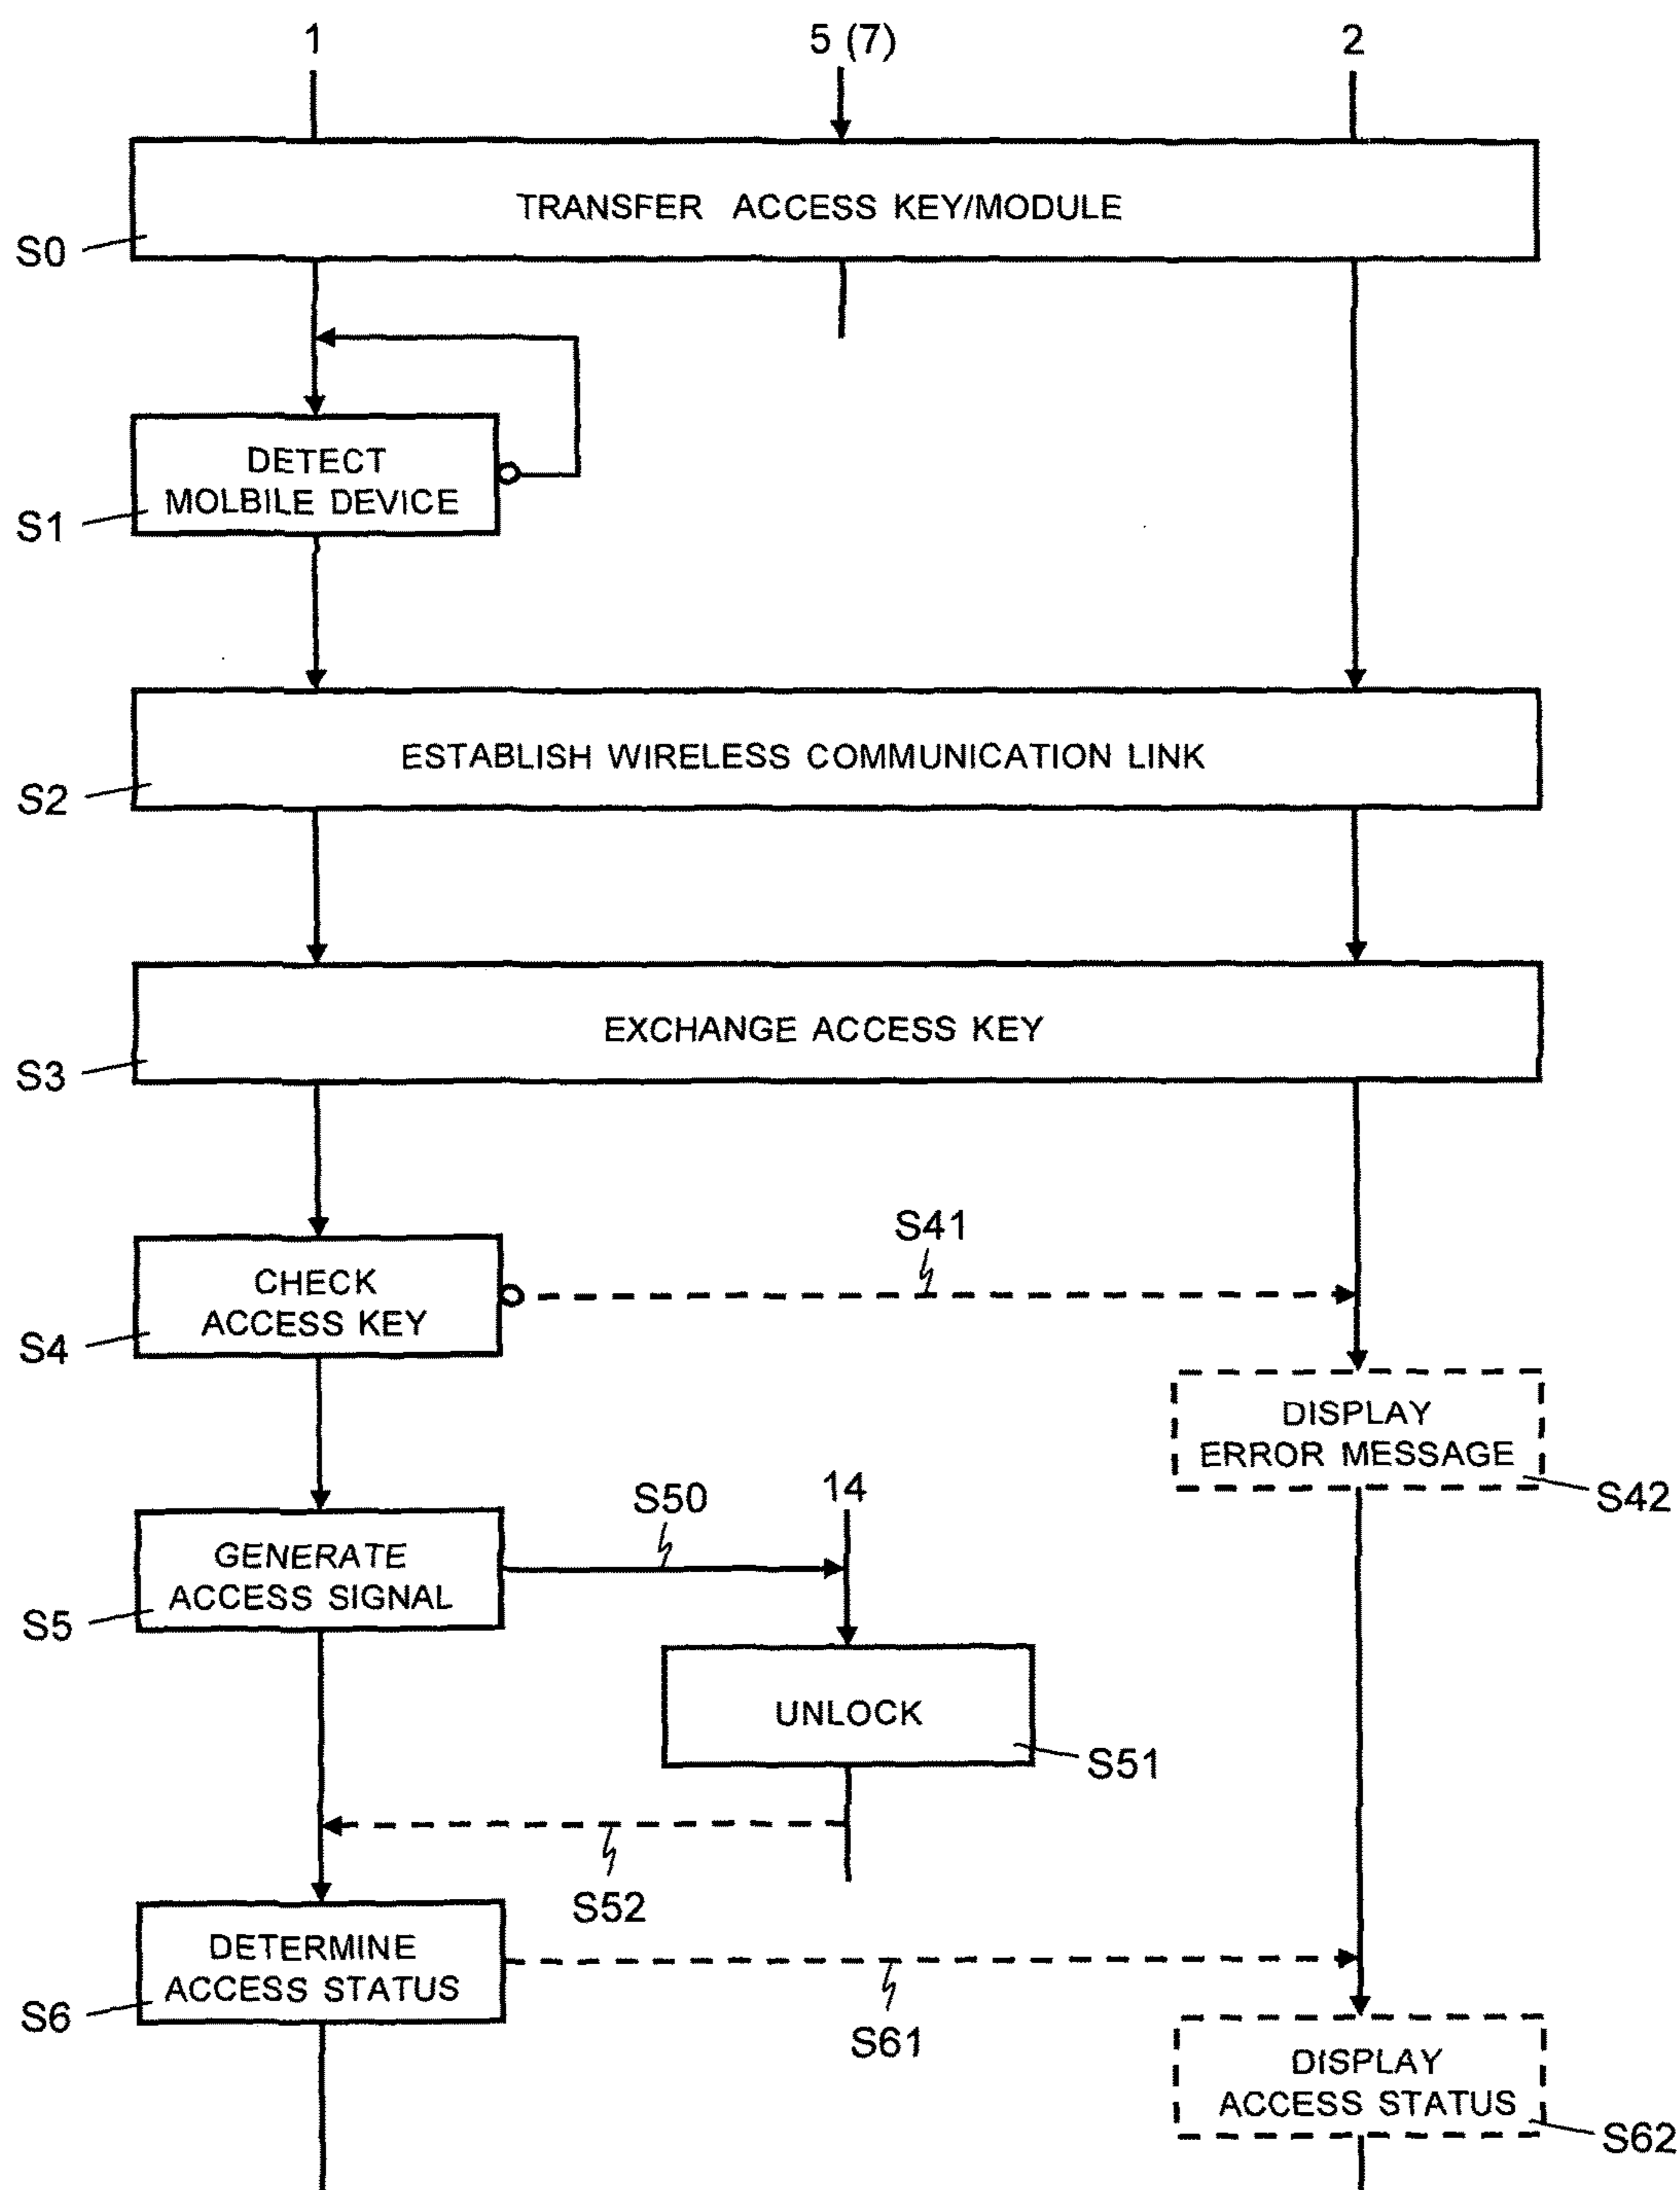 1
5 (7)
2
TRANSFER ACCESS KEY/MODULE
S0
DETECT
MOLBILE DEVICE
S1
ESTABLISH WIRELESS COMMUNICATION LINK
S2
EXCHANGE ACCESS KEY
S3
S41
CHECK
ACCESS KEY
S4
DISPLAY
ERROR MESSAGE
S42
S50
14
GENERATE
ACCESS SIGNAL
S5
UNLOCK
S51
S52
DETERMINE
ACCESS STATUS
S6
S61
DISPLAY
ACCESS STATUS
S62